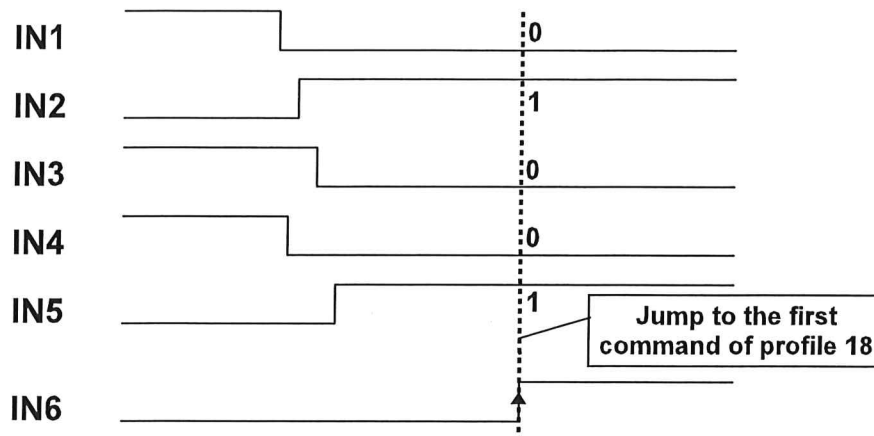 IN1
0
IN2
1
IN3
0
IN4
0
IN5
1
Jump to the first
command of profile 18
IN6